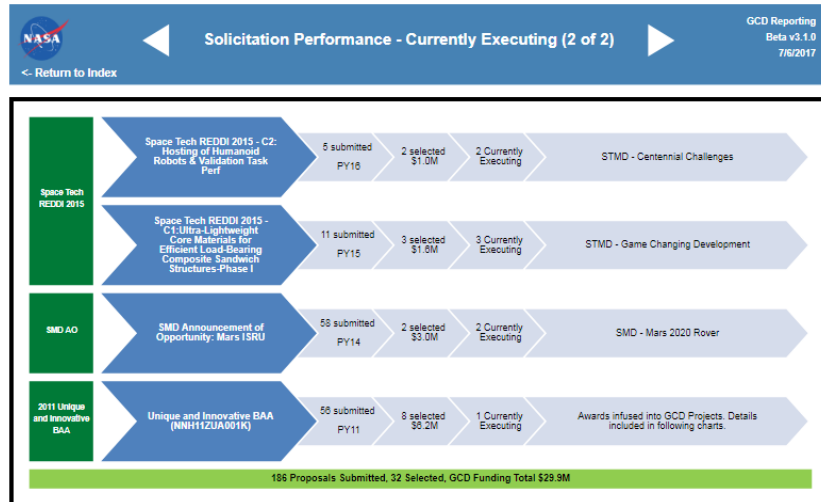 NASA
Solicitation Performance - Currently Executing (2 of 2)
GCD Reporting
Beta v3.1.0
7/6/2017
<- Return to Index
Space Tech
REDDI 2015
Space Tech REDDI 2015 - C2:
Hosting of Humanoid
Robots & Validation Task
Perf
5 submitted
PY16
2 selected
$1.0M
2 Currently
Executing
STMD - Centennial Challenges
Space Tech REDDI 2015 -
C1:Ultra-Lightweight
Core Materials for
Efficient Load-Bearing
Composite Sandwich
Structures-Phase I
11 submitted
PY15
3 selected
$1.6M
3 Currently
Executing
STMD - Game Changing Development
SMD AO
SMD Announcement of
Opportunity: Mars ISRU
58 submitted
PY14
2 selected
$3.0M
2 Currently
Executing
SMD - Mars 2020 Rover
2011 Unique
and Innovative
BAA
Unique and Innovative BAA
(NNH11ZUA001K)
56 submitted
PY11
8 selected
$6.2M
1 Currently
Executing
Awards infused into GCD Projects. Details
included in following charts.
186 Proposals Submitted, 32 Selected, GCD Funding Total $29.9M